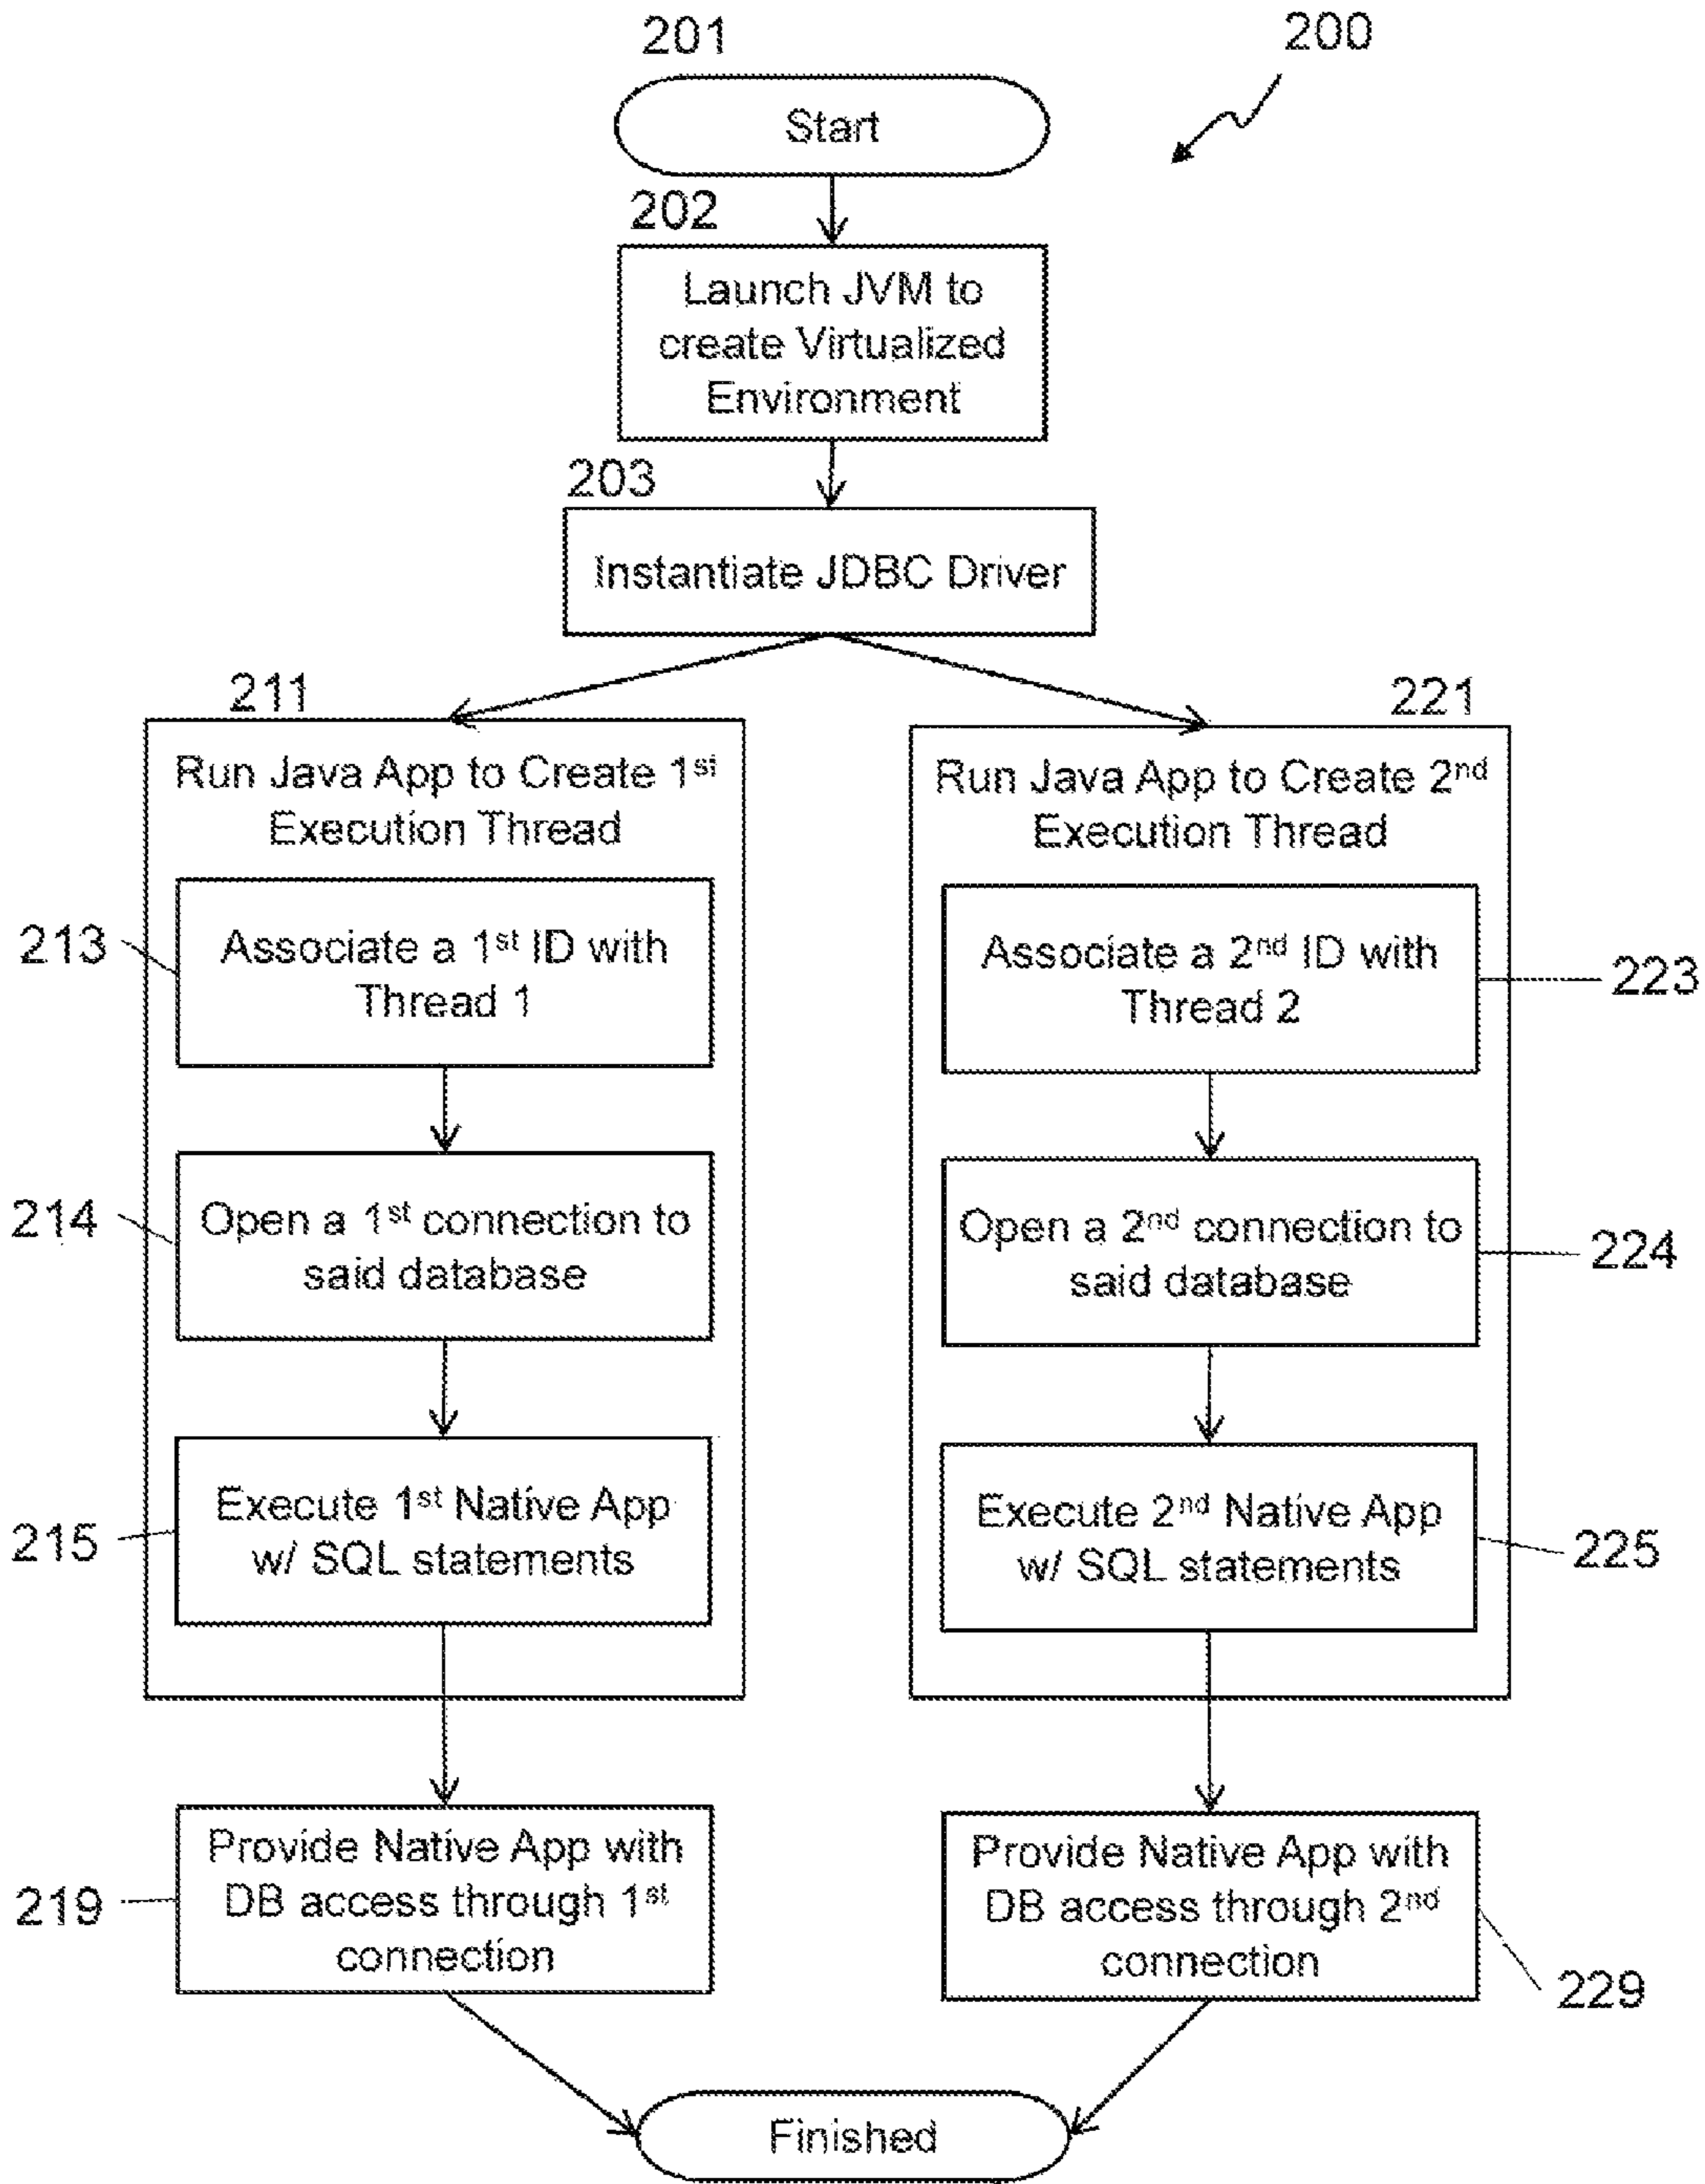 201
200
Start
202
Launch JVM to
create Virtualized
Environment
203
Instantiate JDBC Driver
211
Run Java App to Create 1st
Execution Thread
213
Associate a 1st ID with
Thread 1
214
Open a 1st connection to
said database
215
Execute 1st Native App
w/ SQL statements
219
Provide Native App with
DB access through 1st
connection
221
Run Java App to Create 2nd
Execution Thread
Associate a 2nd ID with
Thread 2
223
Open a 2nd connection to
said database
224
Execute 2nd Native App
w/ SQL statements
225
Provide Native App with
DB access through 2nd
connection
229
Finished